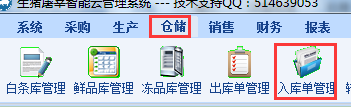 生猪屠宰智能云管理系统 --- 技术支持QQ：514639053
系统 采购 生产 仓储 销售 财务 报表
白条库管理 鲜品库管理 冻品库管理 出库单管理 入库单管理